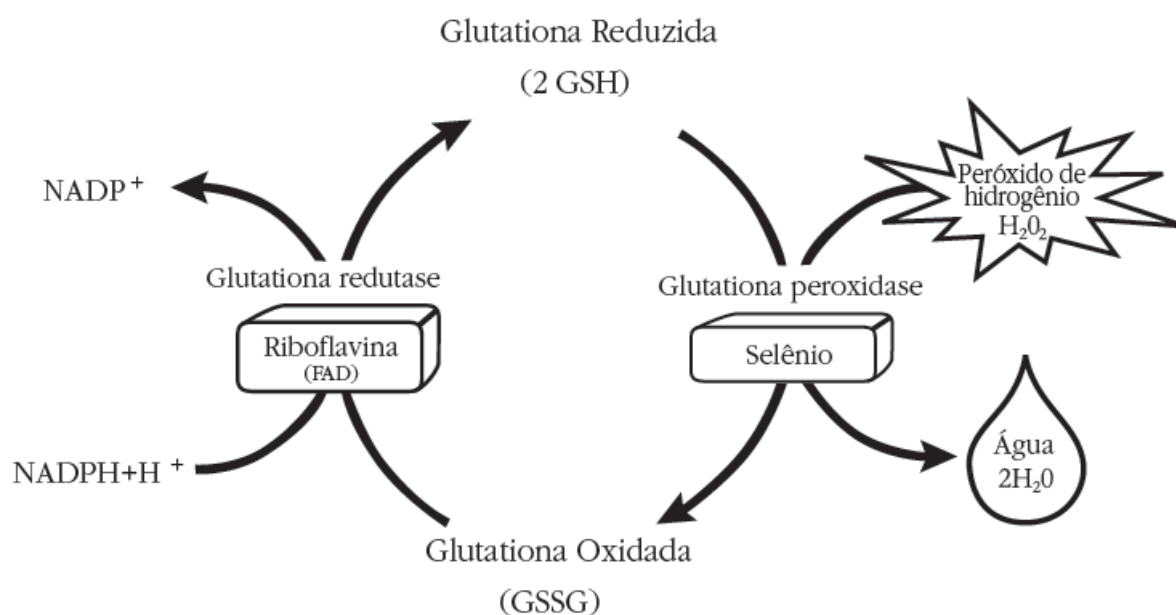 Glutationa Reduzida
(2 GSH)
NADP⁺
Peróxido de
hidrogênio
H₂0₂
Glutationa redutase
Glutationa peroxidase
Riboflavina
(FAD)
Selênio
NADPH+H ⁺
Água
2H₂0
Glutationa Oxidada
(GSSG)